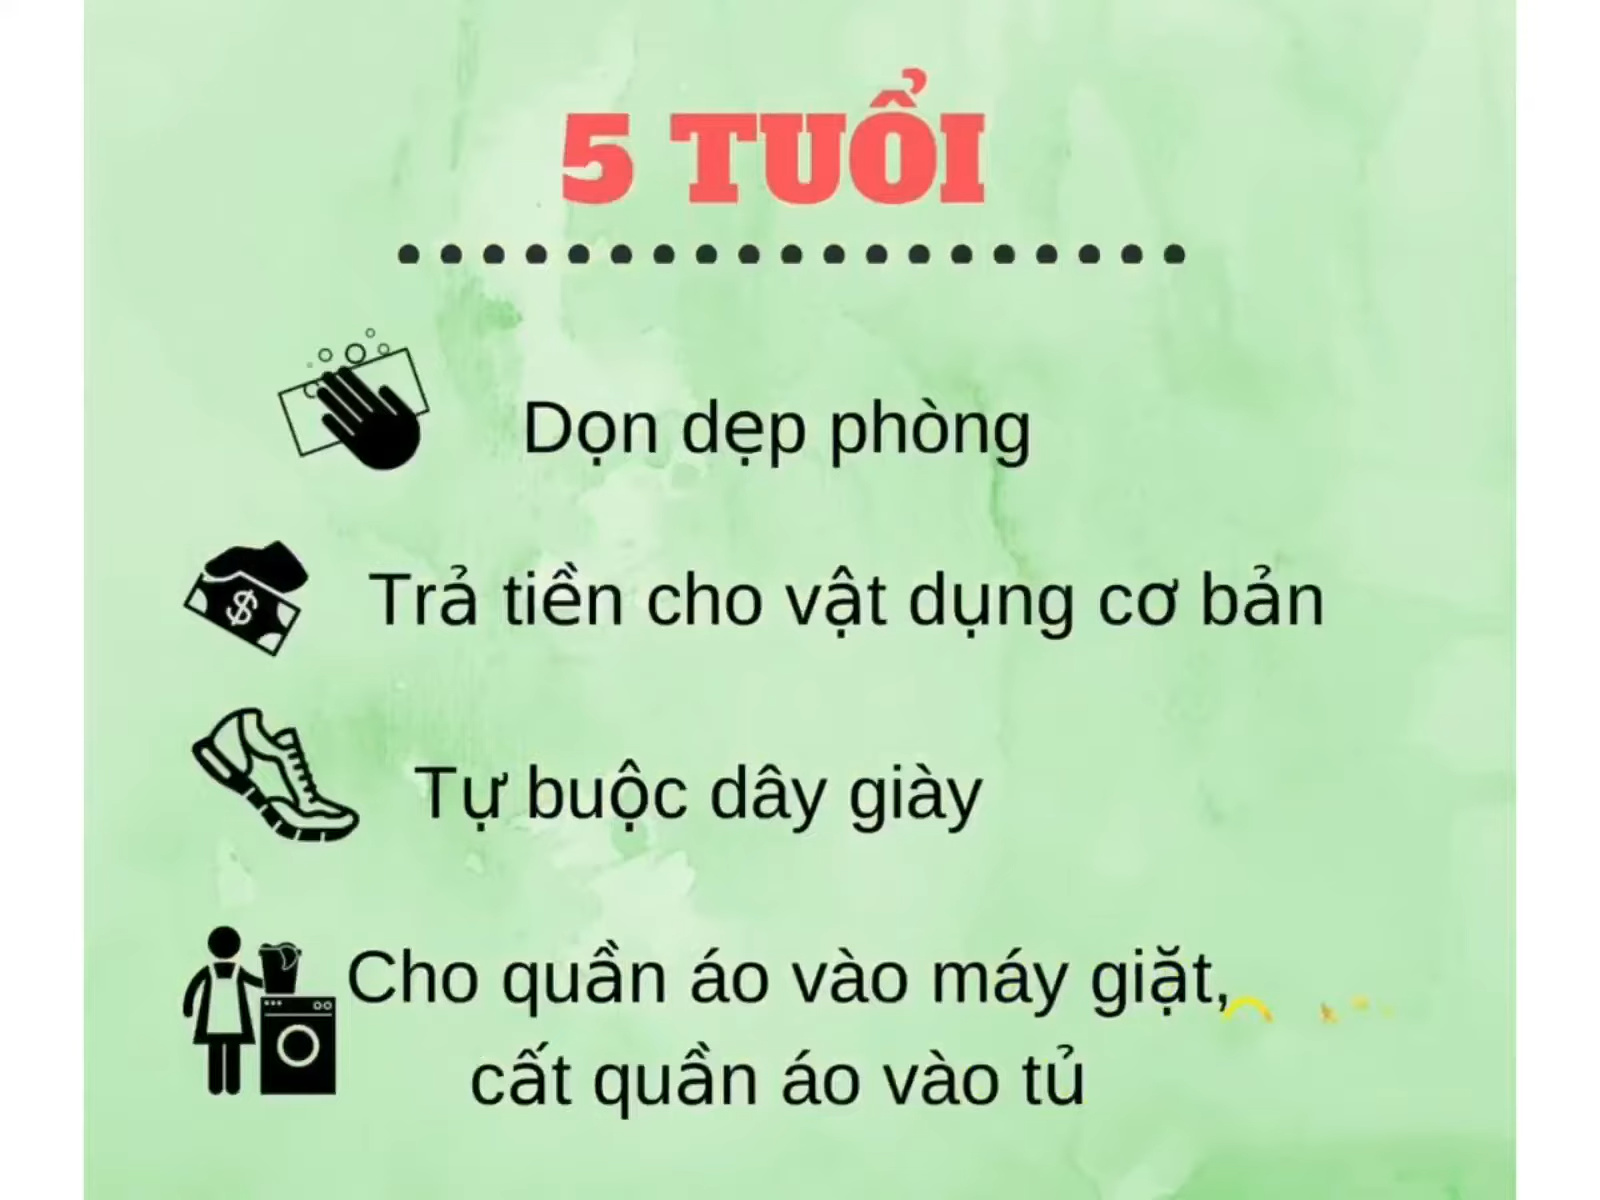 5 TUỔI
Dọn dẹp phòng
Trả tiền cho vật dụng cơ bản
Tự buộc dây giày
Cho quần áo vào máy giặt,
cất quần áo vào tủ